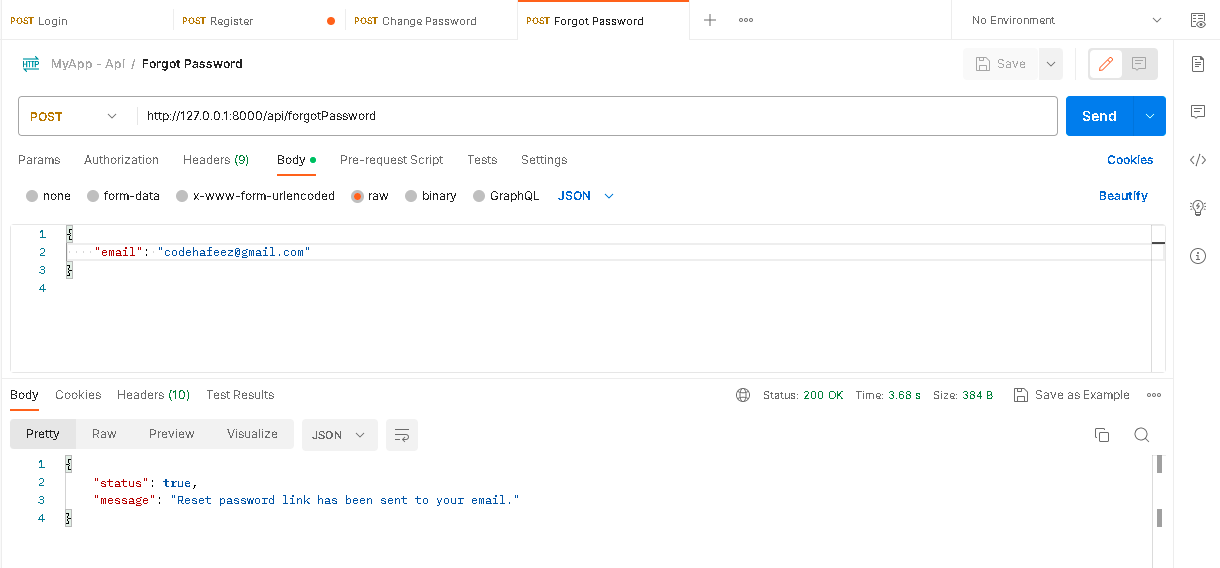 POST Login POST Register POST Change Password POST Forgot Password No Environment
HTTP MyApp - Api / Forgot Password Save
POST http://127.0.0.1:8000/api/forgotPassword Send
Params Authorization Headers (9) Body Pre-request Script Tests Settings Cookies
none form-data x-www-form-urlencoded raw binary GraphQL JSON Beautify
1 {
2 "email": "codehafeez@gmail.com"
3 }
4
Body Cookies Headers (10) Test Results Status: 200 OK Time: 3.68 s Size: 384 B Save as Example
Pretty Raw Preview Visualize JSON
1 {
2 "status": true,
3 "message": "Reset password link has been sent to your email."
4 }